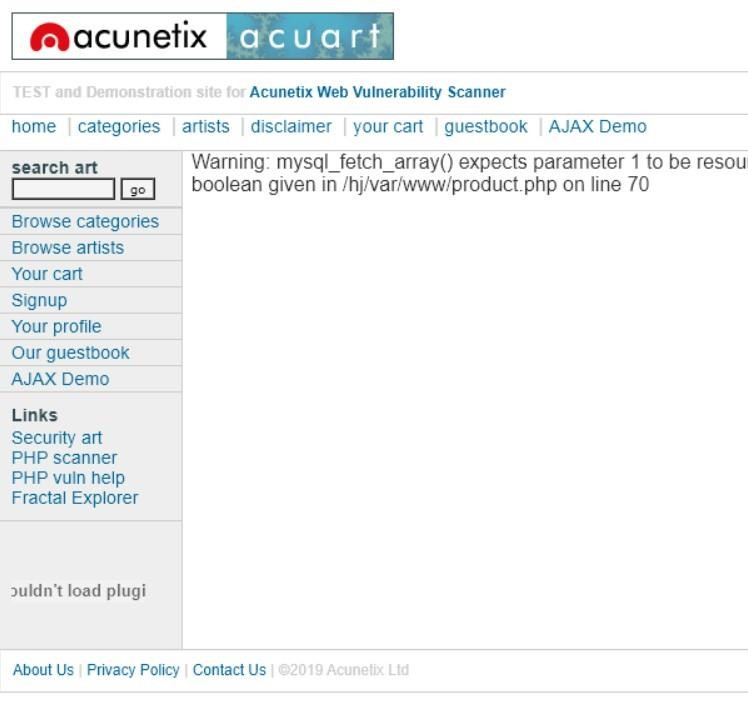 acunetix acuart
TEST and Demonstration site for Acunetix Web Vulnerability Scanner
home | categories | artists | disclaimer | your cart | guestbook | AJAX Demo
search art
go
Browse categories
Browse artists
Your cart
Signup
Your profile
Our guestbook
AJAX Demo
Links
Security art
PHP scanner
PHP vuln help
Fractal Explorer
ouldn't load plugi
Warning: mysql_fetch_array() expects parameter 1 to be resou
boolean given in /hj/var/www/product.php on line 70
About Us | Privacy Policy | Contact Us | ©2019 Acunetix Ltd